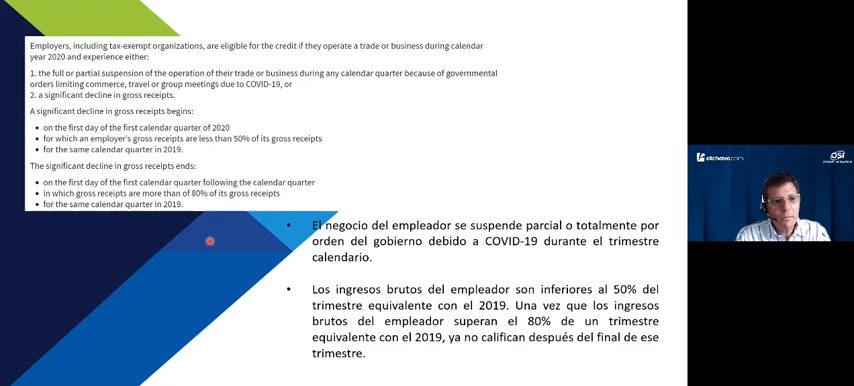 Employers, including tax-exempt organizations, are eligible for the credit if they operate a trade or business during calendar
year 2020 and experience either:
1. the full or partial suspension of the operation of their trade or business during any calendar quarter because of governmental
orders limiting commerce, travel or group meetings due to COVID-19, or
2. a significant decline in gross receipts.
A significant decline in gross receipts begins:
• on the first day of the first calendar quarter of 2020
• for which an employer's gross receipts are less than 50% of its gross receipts
• for the same calendar quarter in 2019.
The significant decline in gross receipts ends:
• on the first day of the first calendar quarter following the calendar quarter
• in which gross receipts are more than of 80% of its gross receipts
• for the same calendar quarter in 2019.
• El negocio del empleador se suspende parcial o totalmente por
orden del gobierno debido a COVID-19 durante el trimestre
calendario.
• Los ingresos brutos del empleador son inferiores al 50% del
trimestre equivalente con el 2019. Una vez que los ingresos
brutos del empleador superan el 80% de un trimestre
equivalente con el 2019, ya no califican después del final de ese
trimestre.
elchavo.com